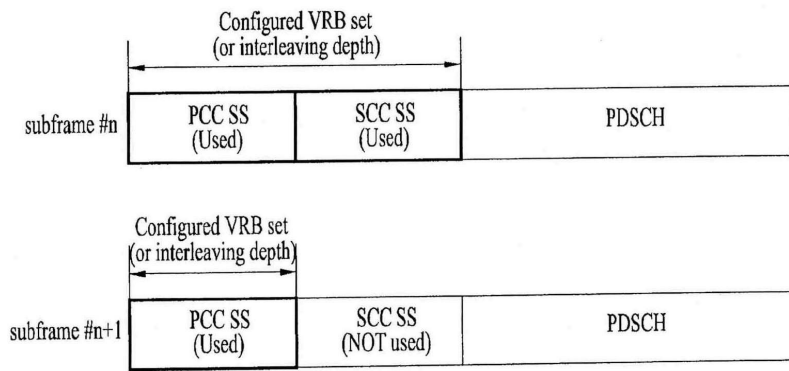 Configured VRB set
(or interleaving depth)
subframe #n
PCC SS
(Used)
SCC SS
(Used)
PDSCH
Configured VRB set
(or interleaving depth)
subframe #n+1
PCC SS
(Used)
SCC SS
(NOT used)
PDSCH